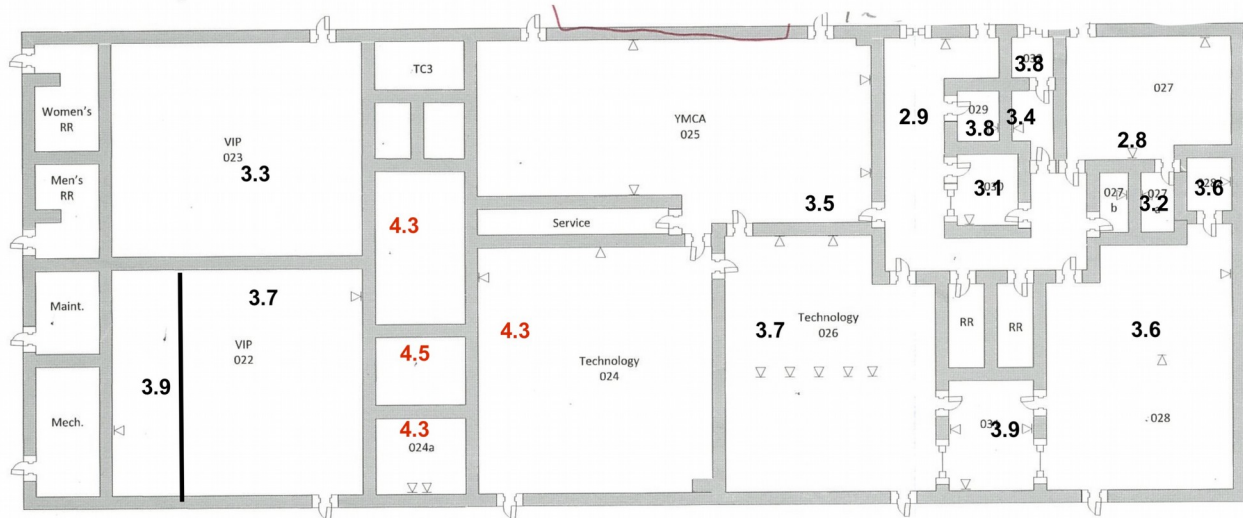 TC3
Women's
RR
VIP
023
3.3
Men's
RR
YMCA
025
3.5
Service
4.3
2.9
029
3.8
3.8
3.4
3.1
027
2.8
027
b
3.2
3.6
Maint.
Mech.
3.7
VIP
022
3.9
4.5
4.3
024a
4.3
Technology
024
Technology
026
3.7
RR
RR
3.9
3.6
028